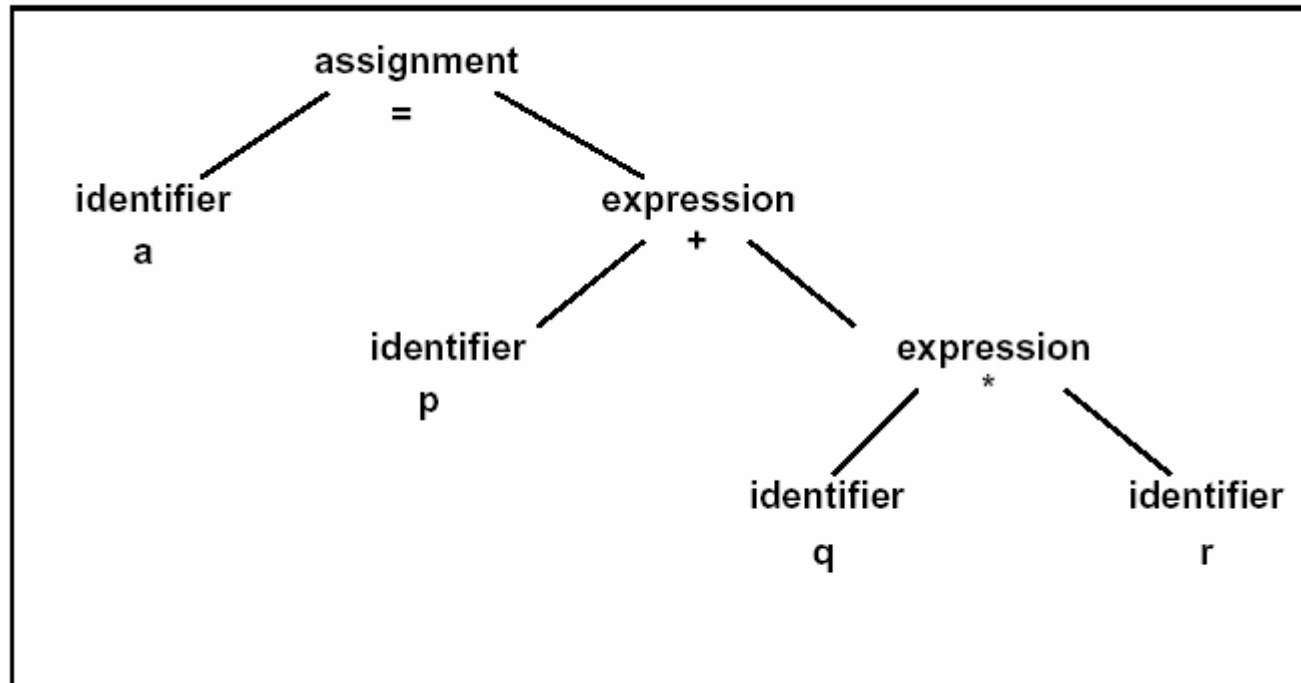 assignment
=
identifier expression
a +
identifier expression
p *
identifier identifier
q r